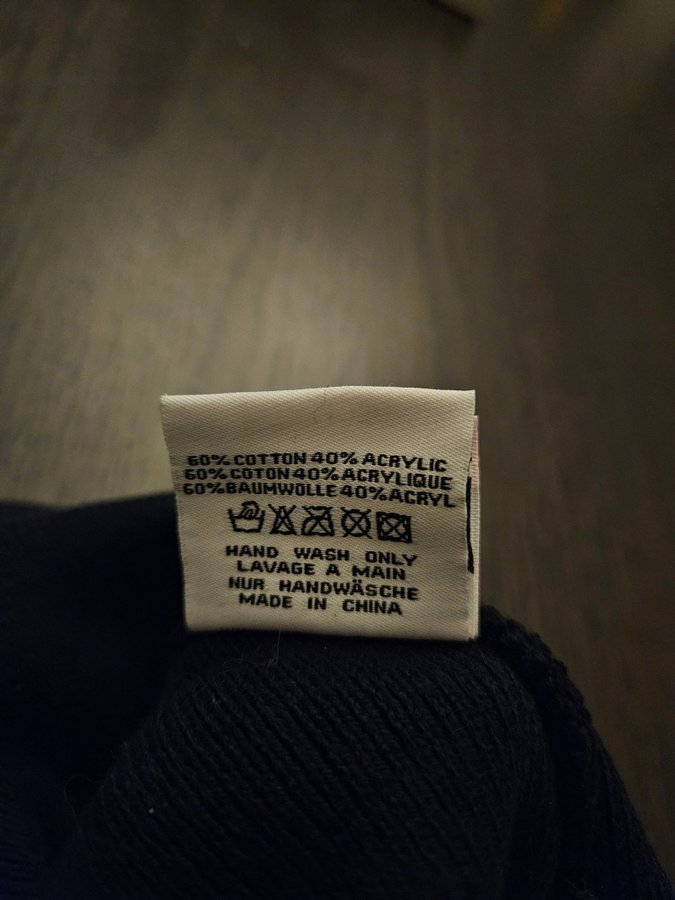 60% COTTON 40% ACRYLIC
60% COTON 40% ACRYLIQUE
60% BAUMWOLLE 40% ACRYL
HAND WASH ONLY
LAVAGE A MAIN
NUR HANDWÄSCHE
MADE IN CHINA